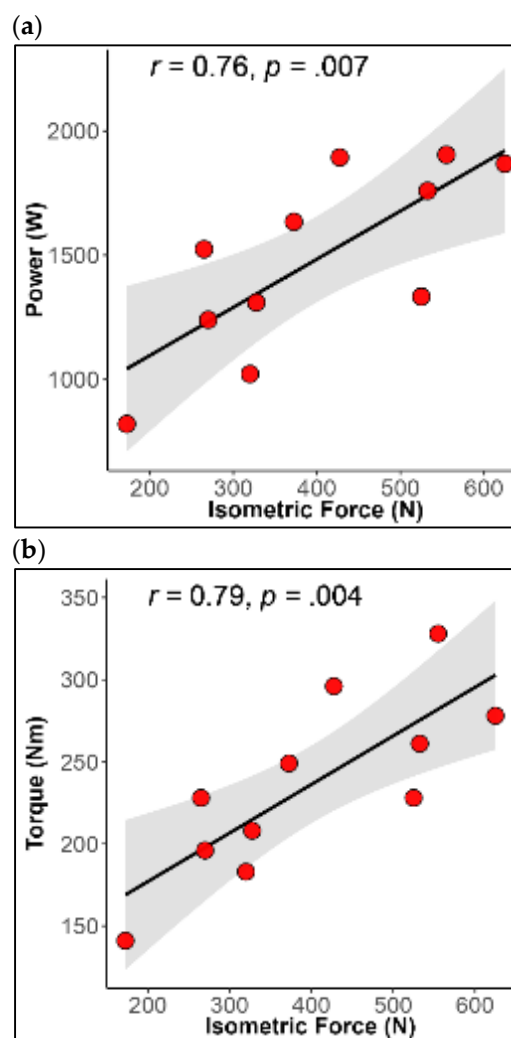 (a)
r = 0.76, p = .007
Power (W)
2000
1500
1000
200 300 400 500 600
Isometric Force (N)
(b)
r = 0.79, p = .004
Torque (Nm)
350
300
250
200
150
200 300 400 500 600
Isometric Force (N)